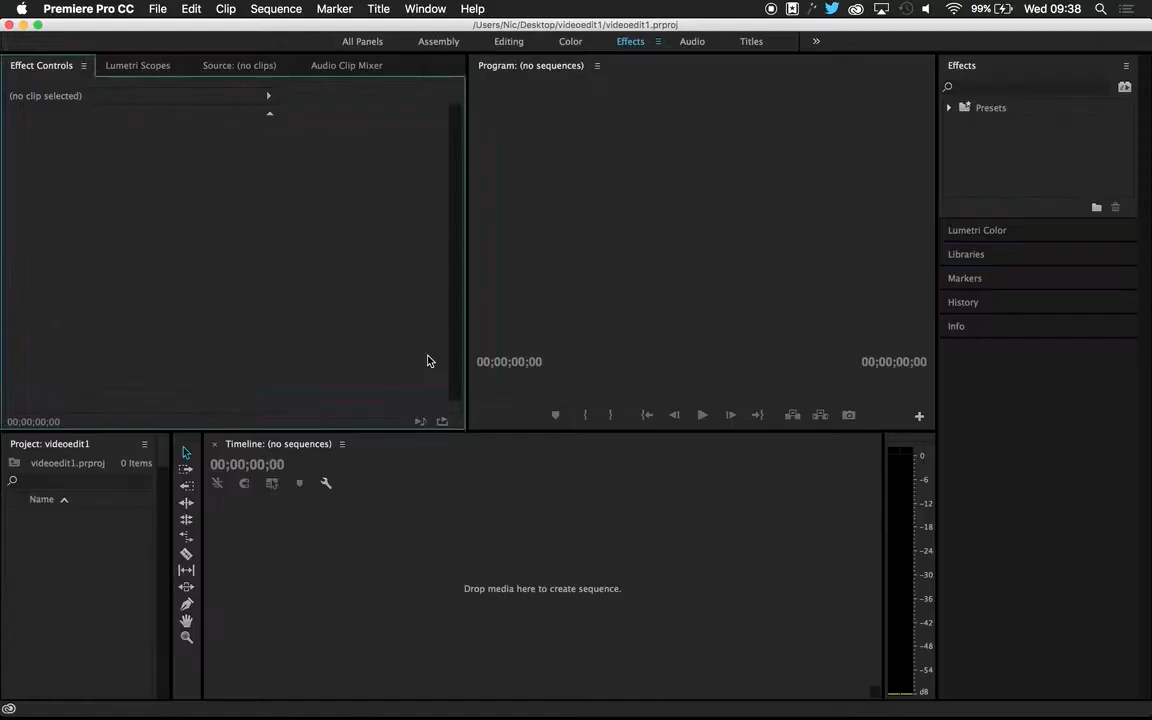 Premiere Pro CC File Edit Clip Sequence Marker Title Window Help 99% Wed 09:38
/Users/Nic/Desktop/videoedit1/videoedit1.prproj
All Panels Assembly Editing Color Effects Audio Titles
Effect Controls Lumetri Scopes Source: (no clips) Audio Clip Mixer
(no clip selected)
00;00;00;00
Program: (no sequences)
00;00;00;00 00;00;00;00
Effects
Presets
Lumetri Color
Libraries
Markers
History
Info
Project: videoedit1
videoedit1.prproj 0 Items
Name
Timeline: (no sequences)
00;00;00;00
Drop media here to create sequence.
0
-6
-12
-18
-24
-30
-36
-42
-48
-54
dB